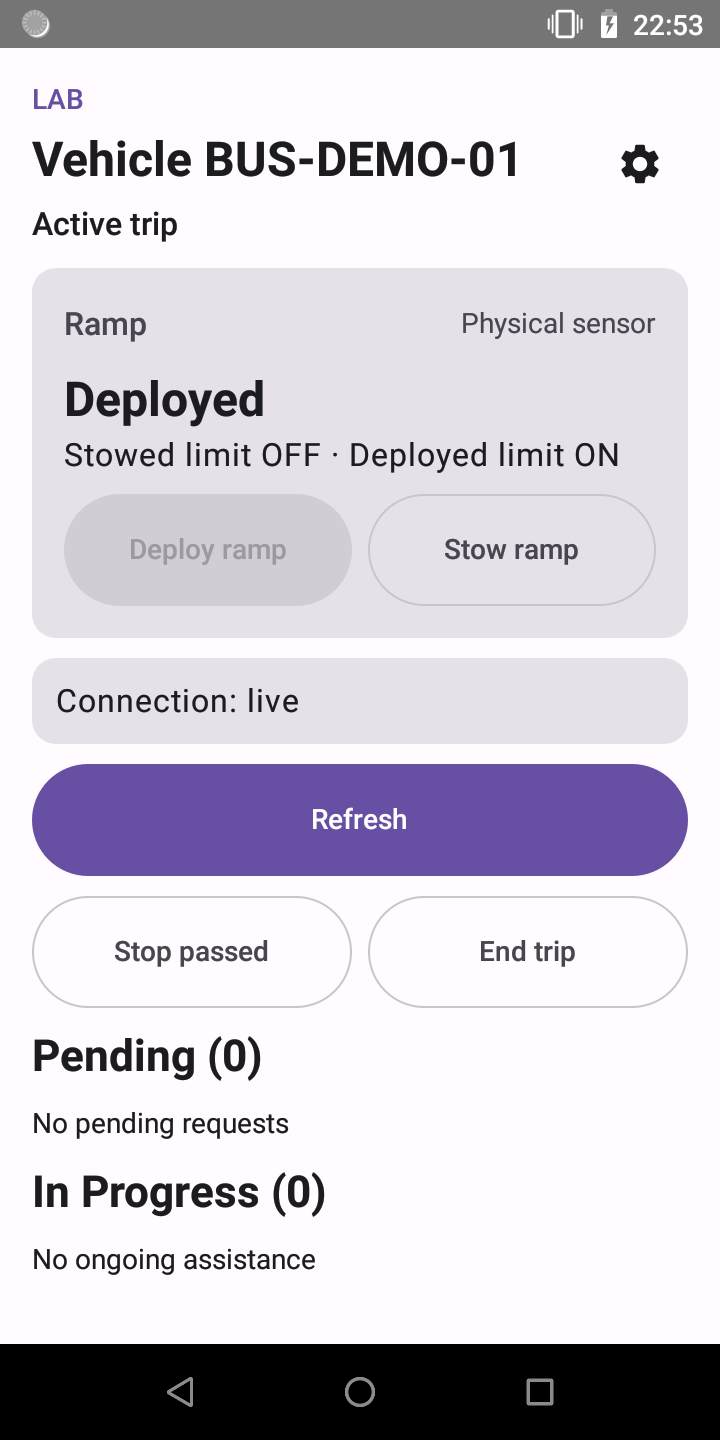 22:53
LAB
Vehicle BUS-DEMO-01
Active trip
Ramp
Physical sensor
Deployed
Stowed limit OFF · Deployed limit ON
Deploy ramp
Stow ramp
Connection: live
Refresh
Stop passed
End trip
Pending (0)
No pending requests
In Progress (0)
No ongoing assistance